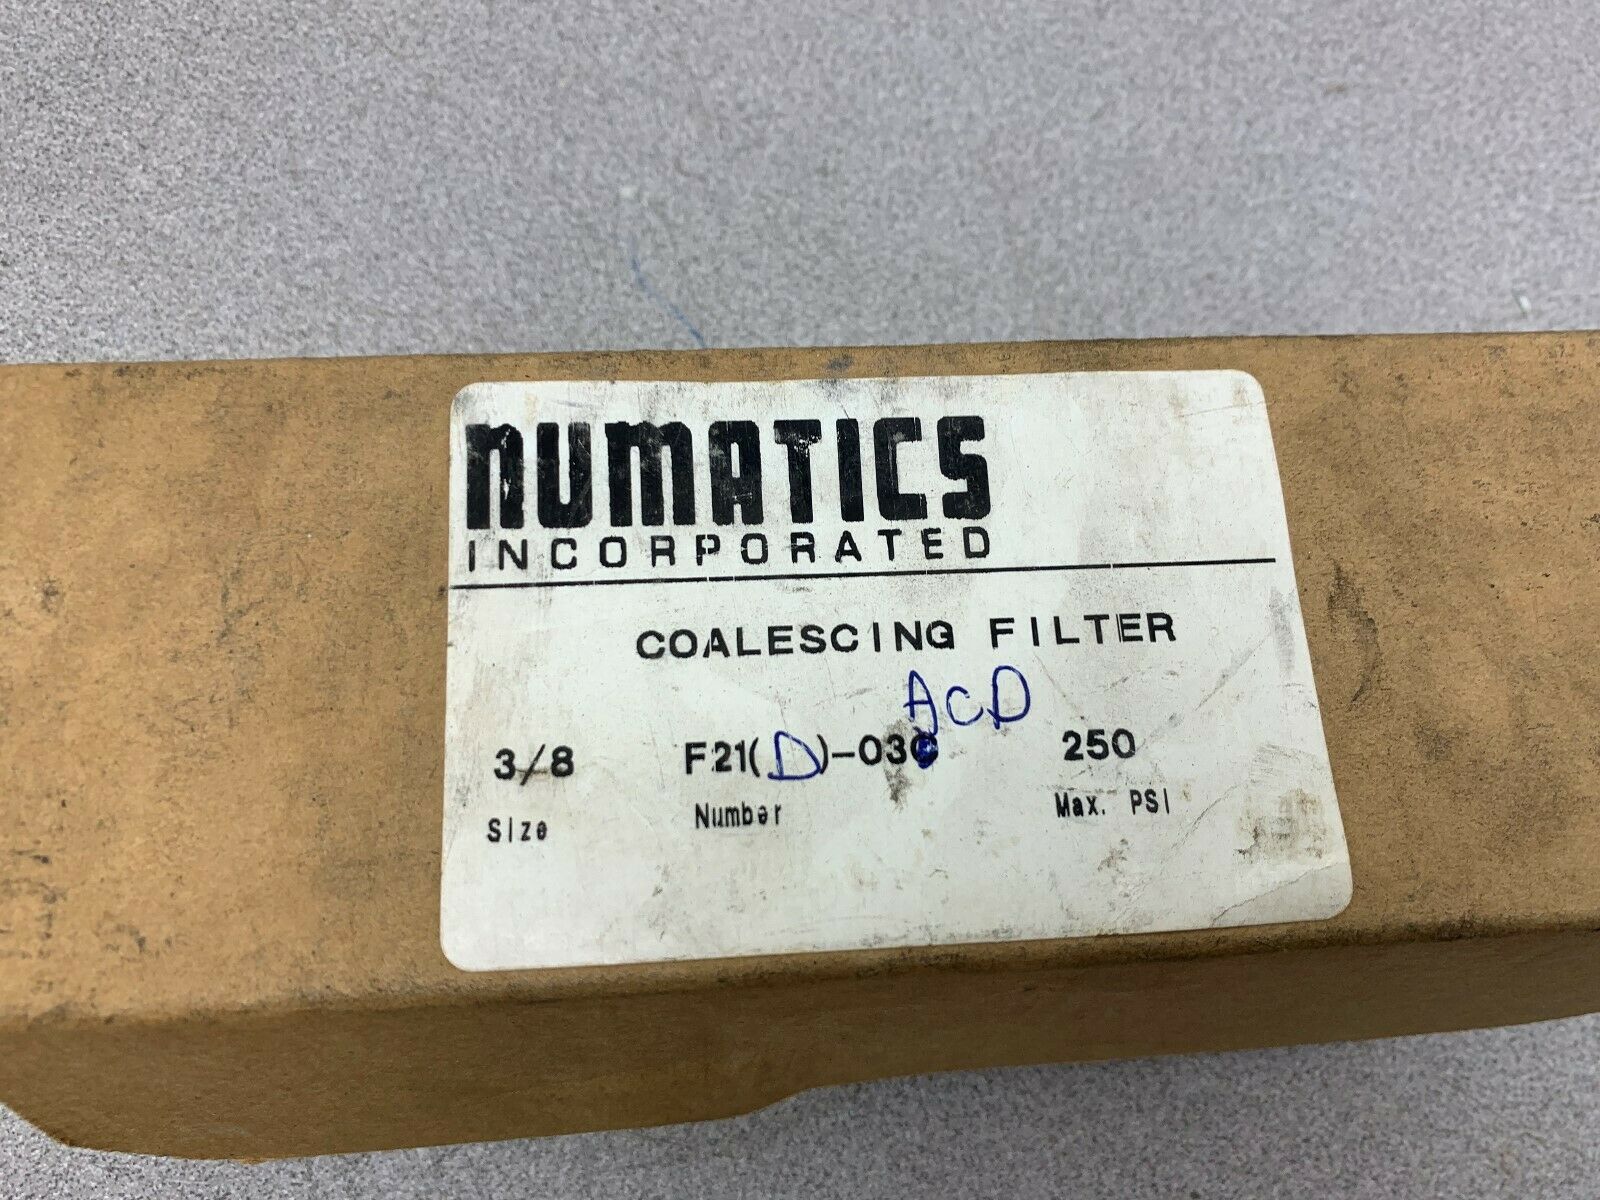 NUMATICS
INCORPORATED
COALESCING FILTER
ACD
3/8 F21(D)-03 250
Size Number Max. PSI